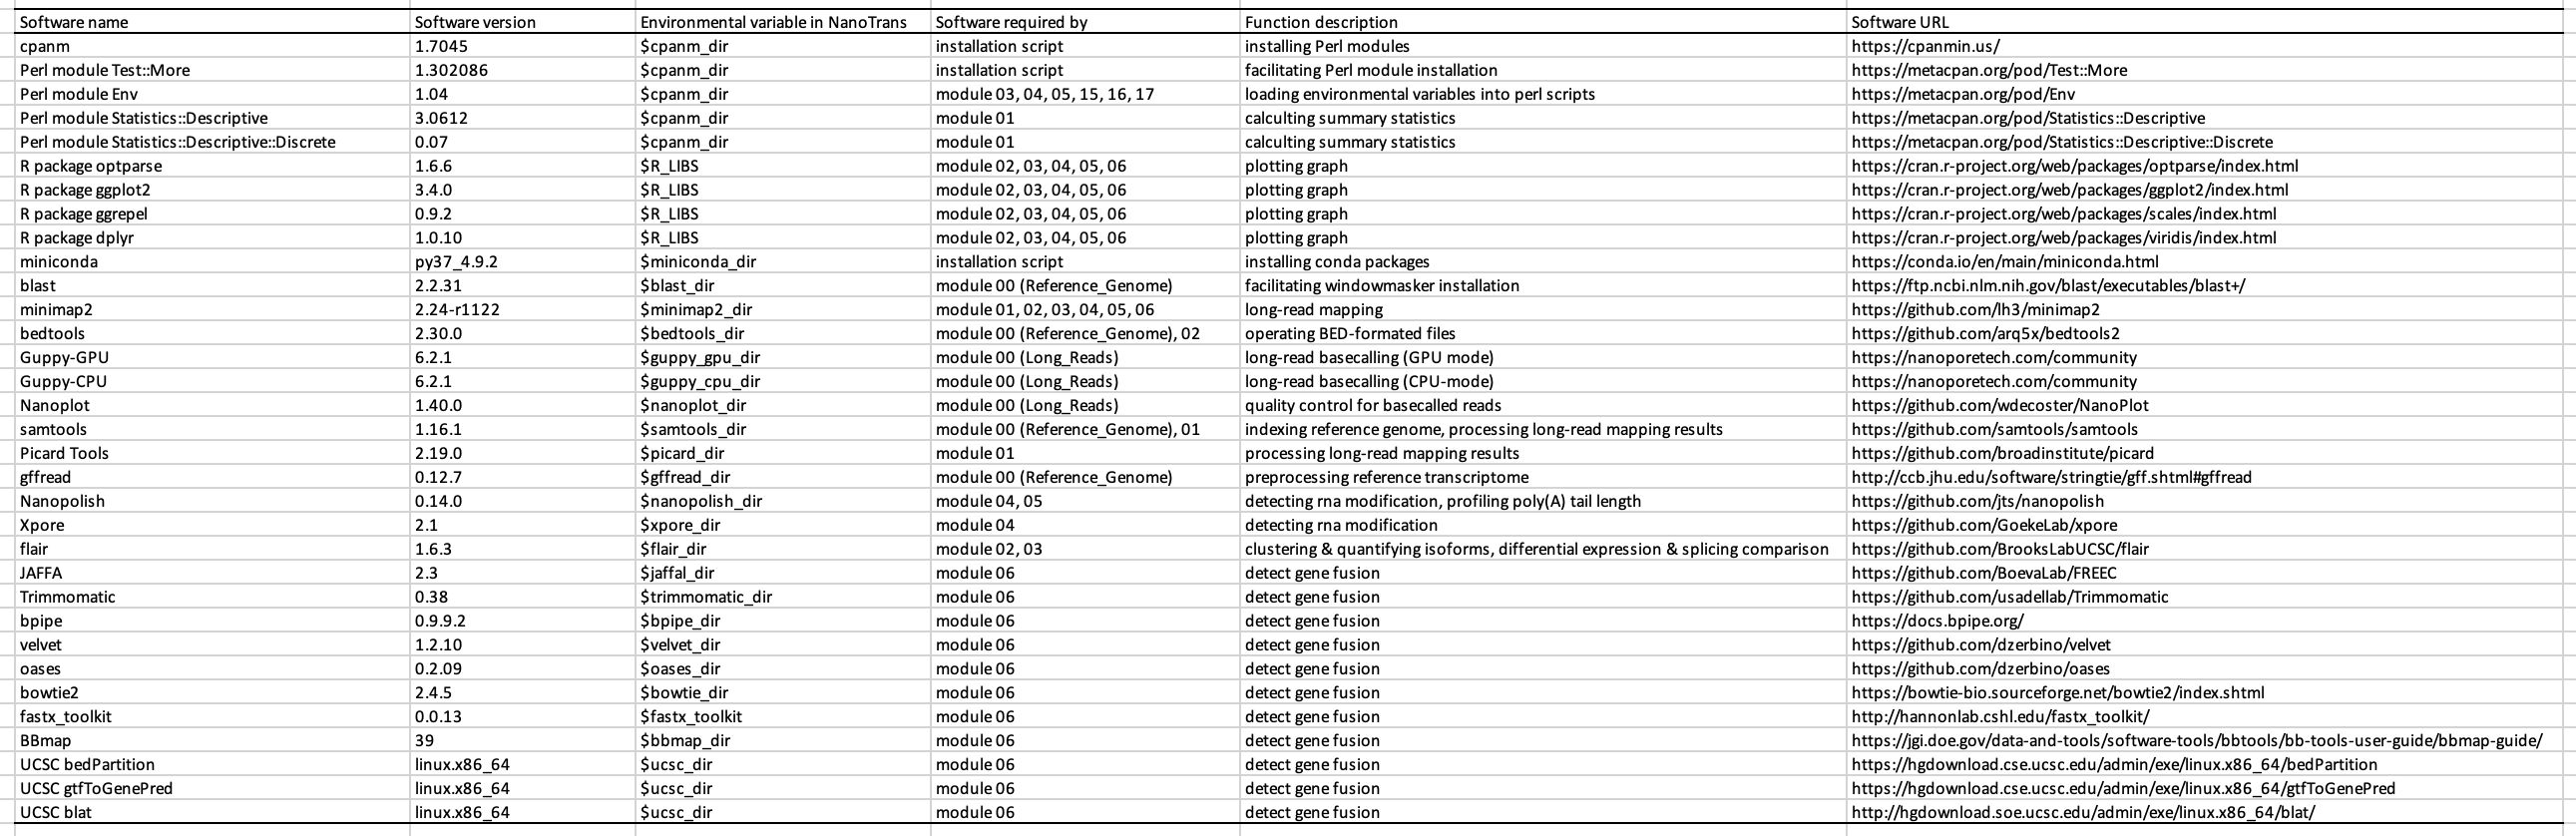 Software name Software version Environmental variable in NanoTrans Software required by Function description Software URL
cpanm 1.7045 $cpanm_dir installation script installing Perl modules https://cpanmin.us/
Perl module Test::More 1.302086 $cpanm_dir installation script facilitating Perl module installation https://metacpan.org/pod/Test::More
Perl module Env 1.04 $cpanm_dir module 03, 04, 05, 15, 16, 17 loading environmental variables into perl scripts https://metacpan.org/pod/Env
Perl module Statistics::Descriptive 3.0612 $cpanm_dir module 01 calculting summary statistics https://metacpan.org/pod/Statistics::Descriptive
Perl module Statistics::Descriptive::Discrete 0.07 $cpanm_dir module 01 calculting summary statistics https://metacpan.org/pod/Statistics::Descriptive::Discrete
R package optparse 1.6.6 $R_LIBS module 02, 03, 04, 05, 06 plotting graph https://cran.r-project.org/web/packages/optparse/index.html
R package ggplot2 3.4.0 $R_LIBS module 02, 03, 04, 05, 06 plotting graph https://cran.r-project.org/web/packages/ggplot2/index.html
R package ggrepel 0.9.2 $R_LIBS module 02, 03, 04, 05, 06 plotting graph https://cran.r-project.org/web/packages/scales/index.html
R package dplyr 1.0.10 $R_LIBS module 02, 03, 04, 05, 06 plotting graph https://cran.r-project.org/web/packages/viridis/index.html
miniconda py37_4.9.2 $miniconda_dir installation script installing conda packages https://conda.io/en/main/miniconda.html
blast 2.2.31 $blast_dir module 00 (Reference_Genome) facilitating windowmasker installation https://ftp.ncbi.nlm.nih.gov/blast/executables/blast+/
minimap2 2.24-r1122 $minimap2_dir module 01, 02, 03, 04, 05, 06 long-read mapping https://github.com/lh3/minimap2
bedtools 2.30.0 $bedtools_dir module 00 (Reference_Genome), 02 operating BED-formated files https://github.com/arq5x/bedtools2
Guppy-GPU 6.2.1 $guppy_gpu_dir module 00 (Long_Reads) long-read basecalling (GPU mode) https://nanoporetech.com/community
Guppy-CPU 6.2.1 $guppy_cpu_dir module 00 (Long_Reads) long-read basecalling (CPU-mode) https://nanoporetech.com/community
Nanoplot 1.40.0 $nanoplot_dir module 00 (Long_Reads) quality control for basecalled reads https://github.com/wdecoster/NanoPlot
samtools 1.16.1 $samtools_dir module 00 (Reference_Genome), 01 indexing reference genome, processing long-read mapping results https://github.com/samtools/samtools
Picard Tools 2.19.0 $picard_dir module 01 processing long-read mapping results https://github.com/broadinstitute/picard
gffread 0.12.7 $gffread_dir module 00 (Reference_Genome) preprocessing reference transcriptome http://ccb.jhu.edu/software/stringtie/gff.shtml#gffread
Nanopolish 0.14.0 $nanopolish_dir module 04, 05 detecting rna modification, profiling poly(A) tail length https://github.com/jts/nanopolish
Xpore 2.1 $xpore_dir module 04 detecting rna modification https://github.com/GoekeLab/xpore
flair 1.6.3 $flair_dir module 02, 03 clustering & quantifying isoforms, differential expression & splicing comparison https://github.com/BrooksLabUCSC/flair
JAFFA 2.3 $jaffal_dir module 06 detect gene fusion https://github.com/BoevaLab/FREEC
Trimmomatic 0.38 $trimmomatic_dir module 06 detect gene fusion https://github.com/usadellab/Trimmomatic
bpipe 0.9.9.2 $bpipe_dir module 06 detect gene fusion https://docs.bpipe.org/
velvet 1.2.10 $velvet_dir module 06 detect gene fusion https://github.com/dzerbino/velvet
oases 0.2.09 $oases_dir module 06 detect gene fusion https://github.com/dzerbino/oases
bowtie2 2.4.5 $bowtie_dir module 06 detect gene fusion https://bowtie-bio.sourceforge.net/bowtie2/index.shtml
fastx_toolkit 0.0.13 $fastx_toolkit module 06 detect gene fusion http://hannonlab.cshl.edu/fastx_toolkit/
BBmap 39 $bbmap_dir module 06 detect gene fusion https://jgi.doe.gov/data-and-tools/software-tools/bbtools/bb-tools-user-guide/bbmap-guide/
UCSC bedPartition linux.x86_64 $ucsc_dir module 06 detect gene fusion https://hgdownload.cse.ucsc.edu/admin/exe/linux.x86_64/bedPartition
UCSC gtfToGenePred linux.x86_64 $ucsc_dir module 06 detect gene fusion https://hgdownload.cse.ucsc.edu/admin/exe/linux.x86_64/gtfToGenePred
UCSC blat linux.x86_64 $ucsc_dir module 06 detect gene fusion http://hgdownload.soe.ucsc.edu/admin/exe/linux.x86_64/blat/